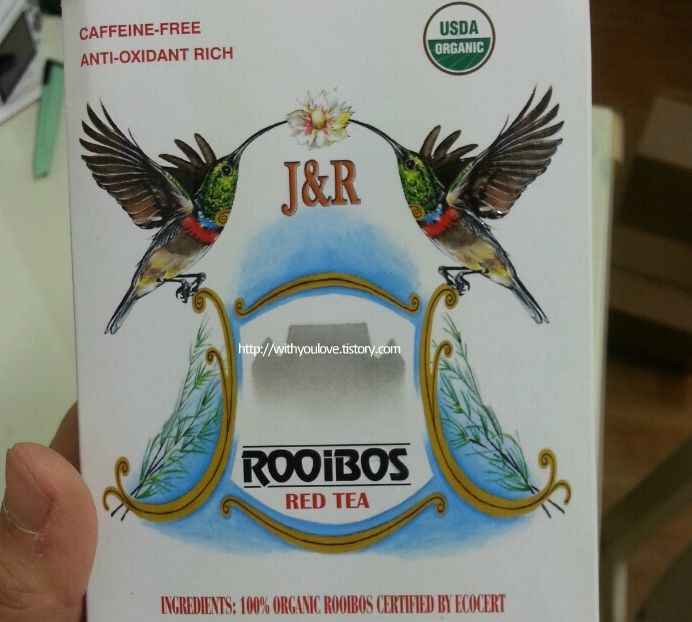 CAFFEINE-FREE
ANTI-OXIDANT RICH
USDA
ORGANIC
J&R
http://withyoulove.tistory.com
ROOiBOS
RED TEA
INGREDIENTS: 100% ORGANIC ROOIBOS CERTIFIED BY ECOCERT